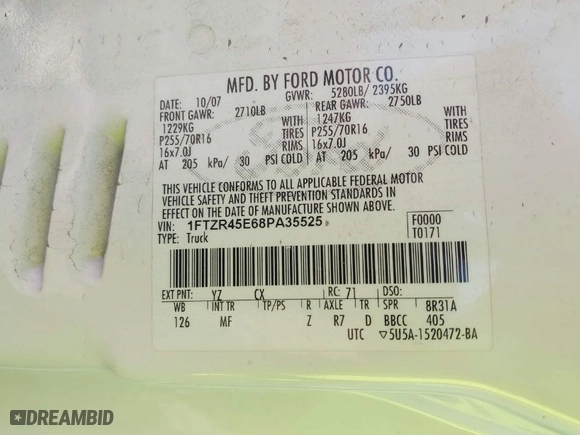 MFD. BY FORD MOTOR CO.
DATE: 10/07 GVWR: 5280LB/ 2395KG
FRONT GAWR: 2710LB REAR GAWR: 2750LB
1229KG WITH 1247KG WITH
P255/70R16 TIRES P255/70R16 TIRES
16x7.0J RIMS 16x7.0J RIMS
AT 205 kPa/ 30 PSI COLD AT 205 kPa/ 30 PSI COLD
THIS VEHICLE CONFORMS TO ALL APPLICABLE FEDERAL MOTOR
VEHICLE SAFETY AND THEFT PREVENTION STANDARDS IN
EFFECT ON THE DATE OF MANUFACTURE SHOWN ABOVE.
VIN: 1FTZR45E68PA35525 F0000
TYPE: Truck T0171
EXT PNT: YZ CX RC: 71 DSO:
WB INT TR TP/PS R AXLE TR SPR 8R31A
126 MF Z R7 D BBCC 405
UTC ▽5U5A-1520472-BA
DREAMBID